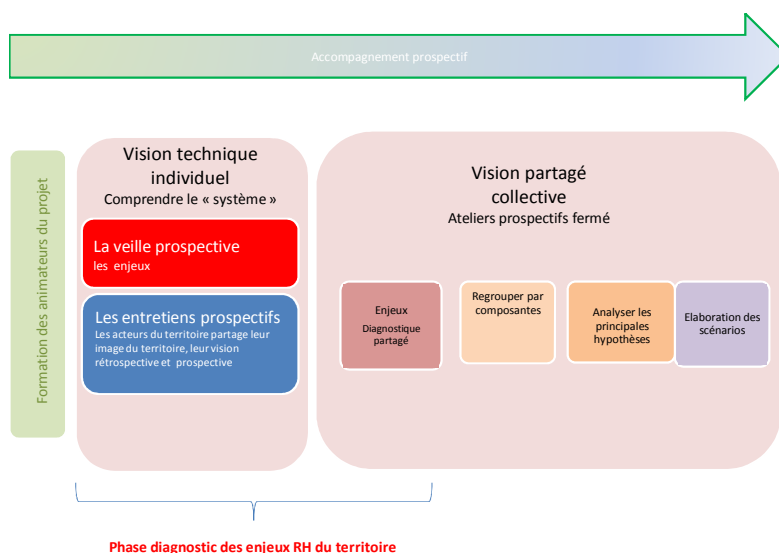 Accompagnement prospectif
Formation des animateurs du projet
Vision technique
individuel
Comprendre le « système »
La veille prospective
les enjeux
Les entretiens prospectifs
Les acteurs du territoire partage leur
image du territoire, leur vision
rétrospective et prospective
Vision partagé
collective
Ateliers prospectifs fermé
Enjeux
Diagnostique
partagé
Regrouper par
composantes
Analyser les
principales
hypothèses
Elaboration des
scénarios
Phase diagnostic des enjeux RH du territoire